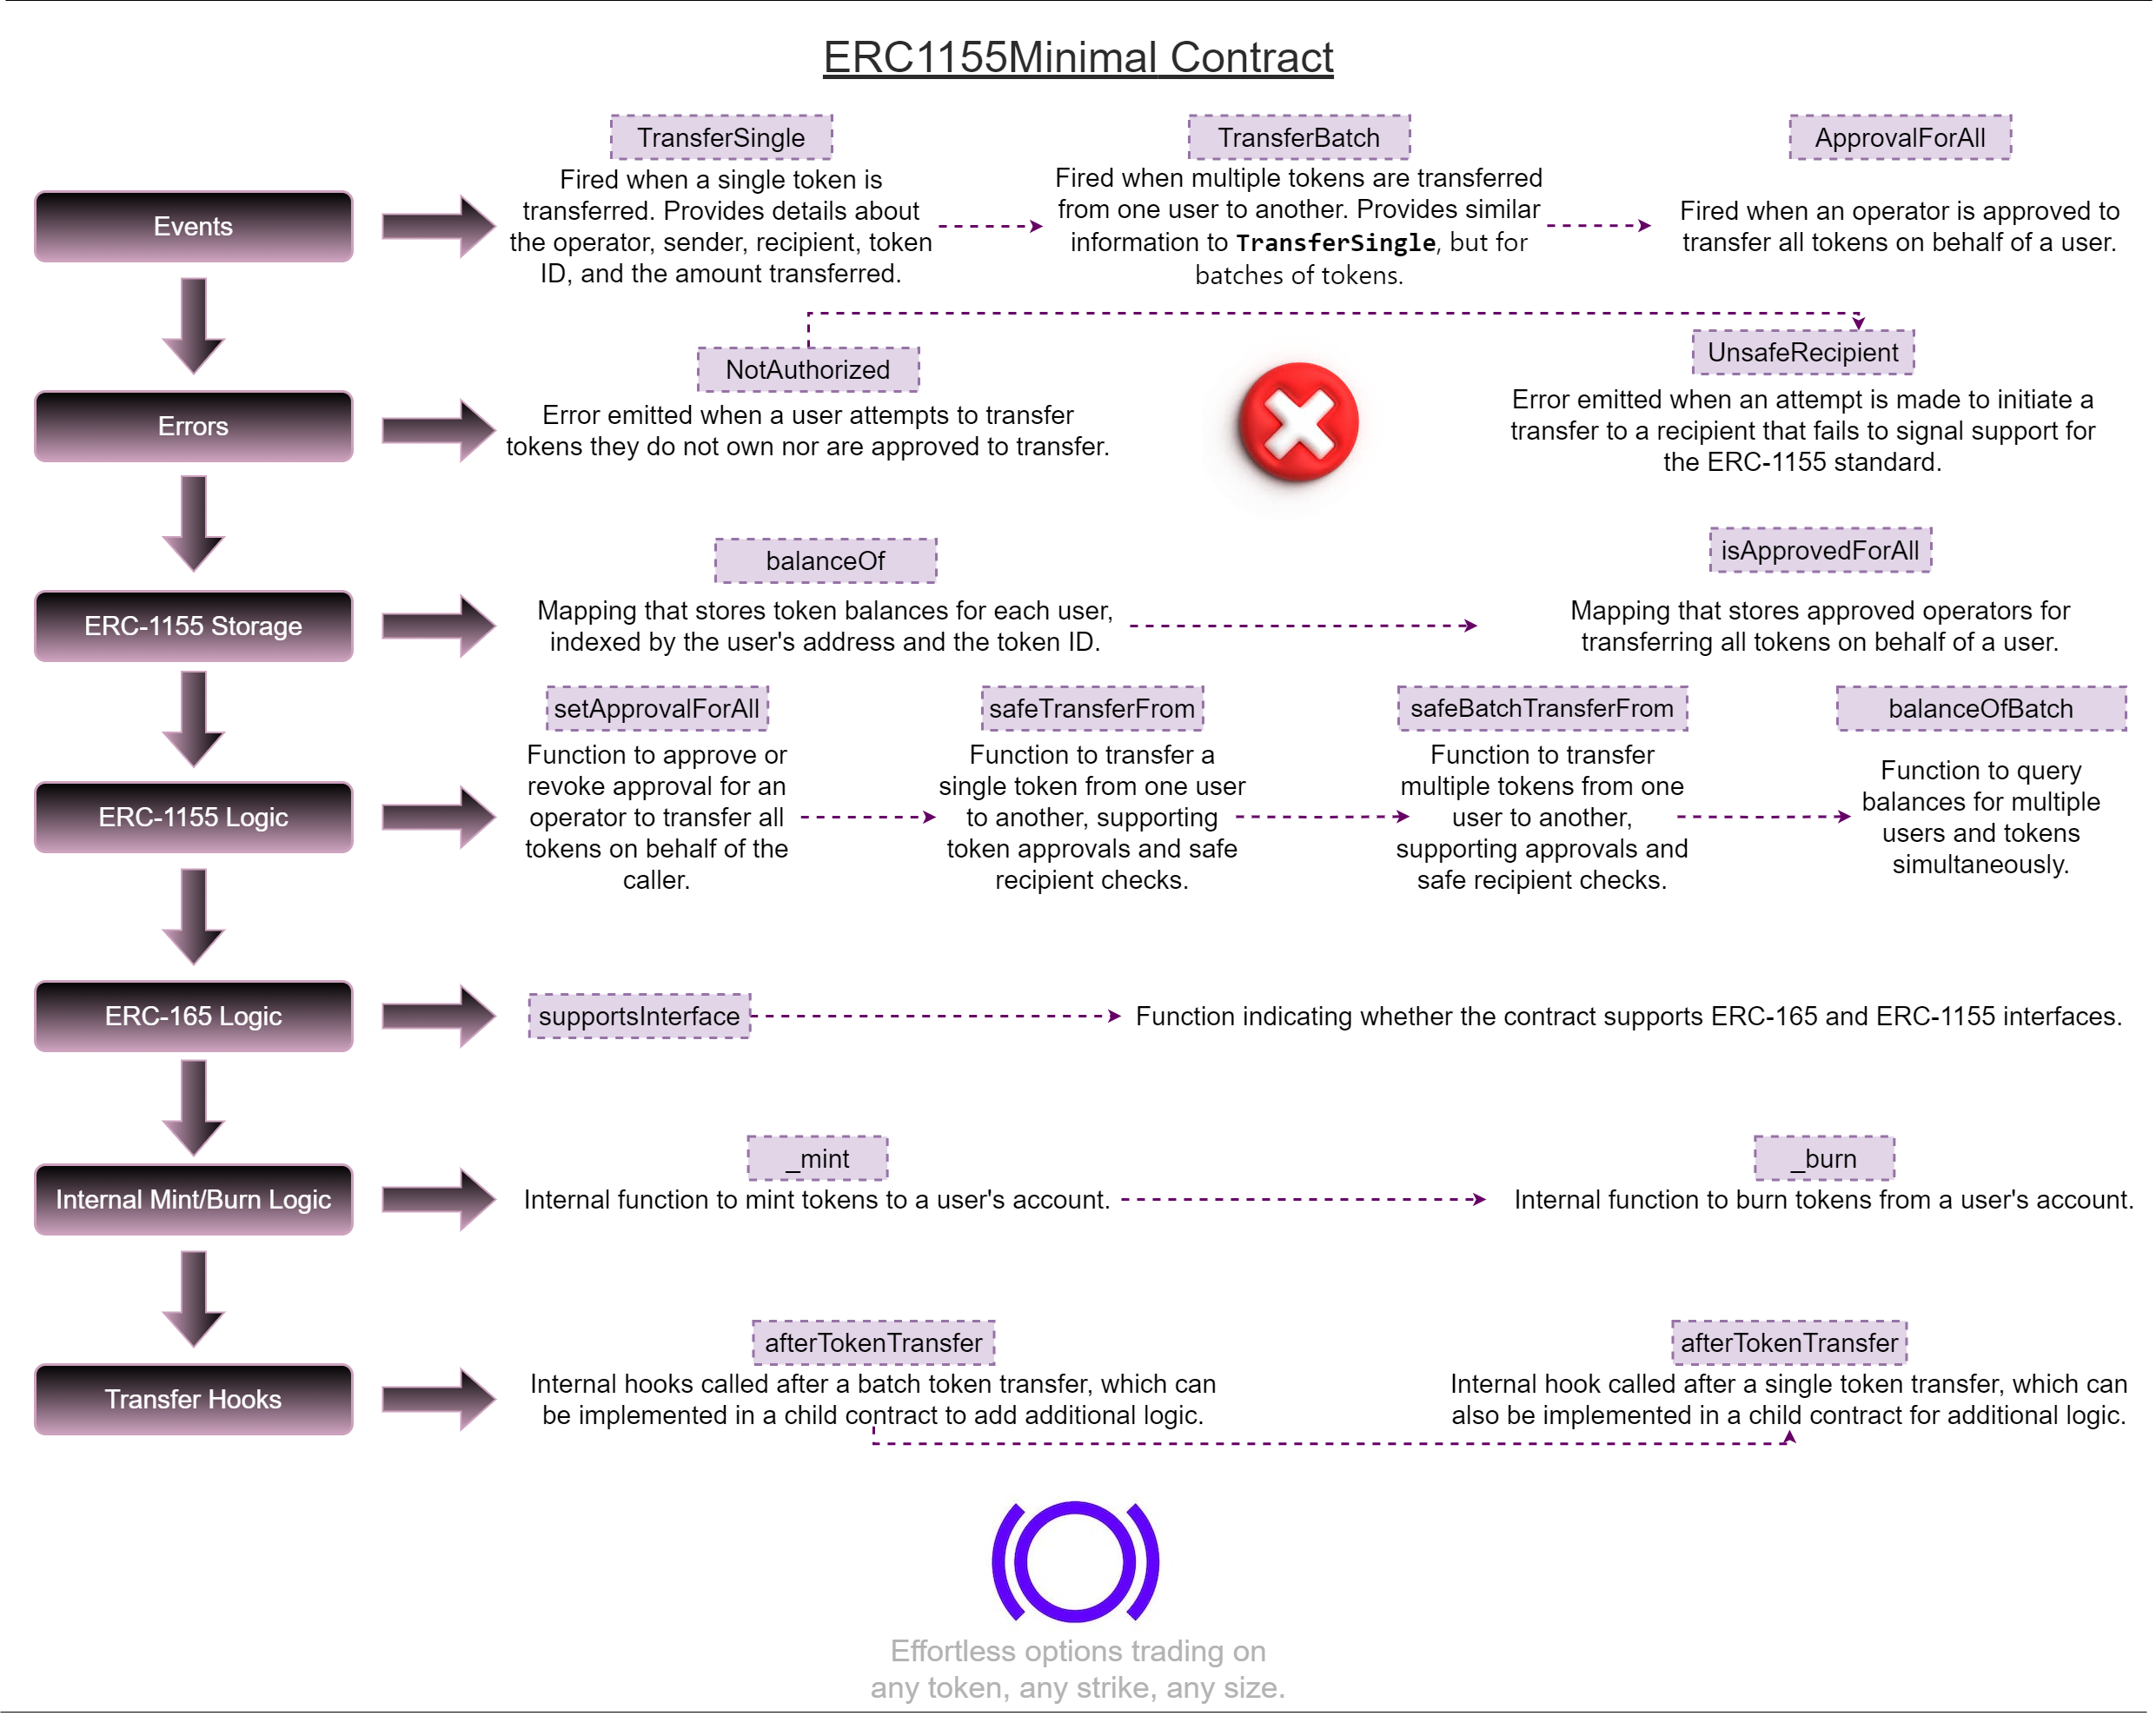 ERC1155Minimal Contract
TransferSingle
Fired when a single token is
transferred. Provides details about
the operator, sender, recipient, token
ID, and the amount transferred.
TransferBatch
Fired when multiple tokens are transferred
from one user to another. Provides similar
information to TransferSingle, but for
batches of tokens.
ApprovalForAll
Fired when an operator is approved to
transfer all tokens on behalf of a user.
Events
NotAuthorized
Error emitted when a user attempts to transfer
tokens they do not own nor are approved to transfer.
UnsafeRecipient
Error emitted when an attempt is made to initiate a
transfer to a recipient that fails to signal support for
the ERC-1155 standard.
Errors
balanceOf
Mapping that stores token balances for each user,
indexed by the user's address and the token ID.
isApprovedForAll
Mapping that stores approved operators for
transferring all tokens on behalf of a user.
ERC-1155 Storage
setApprovalForAll
Function to approve or
revoke approval for an
operator to transfer all
tokens on behalf of the
caller.
safeTransferFrom
Function to transfer a
single token from one user
to another, supporting
token approvals and safe
recipient checks.
safeBatchTransferFrom
Function to transfer
multiple tokens from one
user to another,
supporting approvals and
safe recipient checks.
balanceOfBatch
Function to query
balances for multiple
users and tokens
simultaneously.
ERC-1155 Logic
ERC-165 Logic
supportsInterface
Function indicating whether the contract supports ERC-165 and ERC-1155 interfaces.
_mint
Internal function to mint tokens to a user's account.
_burn
Internal function to burn tokens from a user's account.
Internal Mint/Burn Logic
afterTokenTransfer
Internal hooks called after a batch token transfer, which can
be implemented in a child contract to add additional logic.
afterTokenTransfer
Internal hook called after a single token transfer, which can
also be implemented in a child contract for additional logic.
Transfer Hooks
Effortless options trading on
any token, any strike, any size.